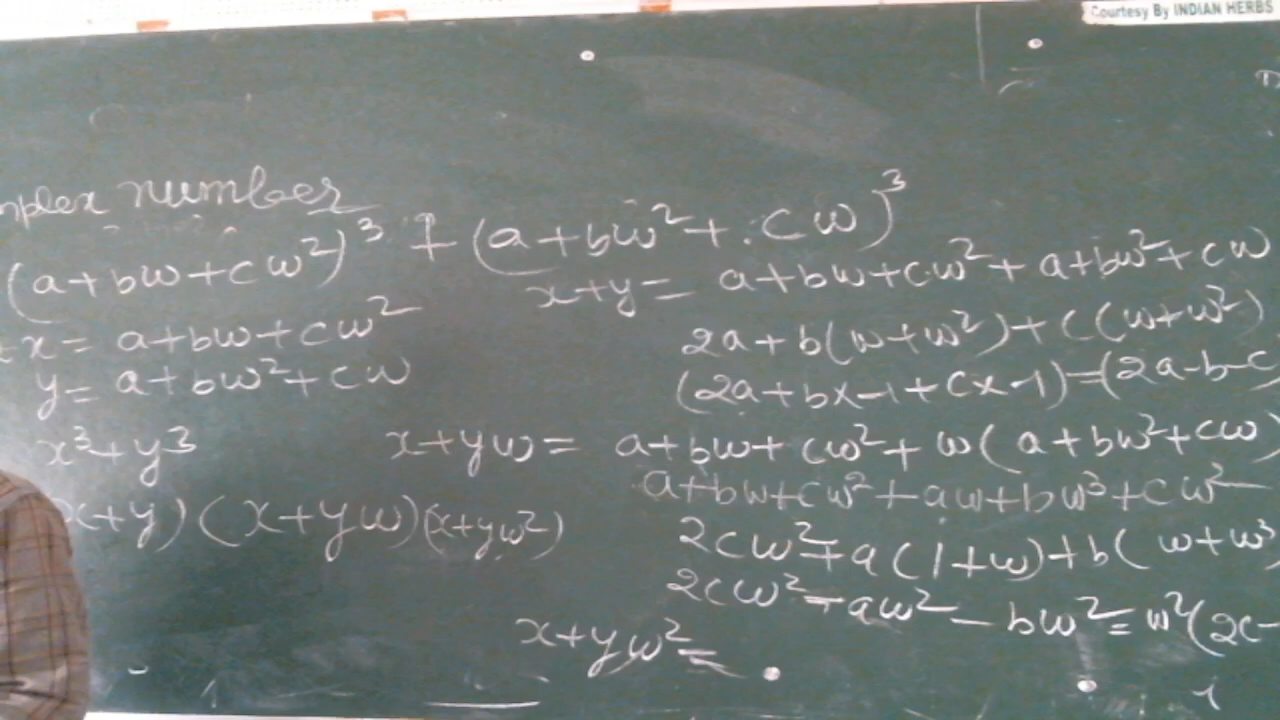 Courtesy By INDIAN HERBS
mplex number
(a+bω+cω²)³ + (a+bω²+cω)³
x+y= a+bω+cω²+a+bω²+cω
x= a+bω+cω²
2a+b(ω+ω²)+c(ω+ω²)
y= a+bω²+cω
(2a+bx-1+cx-1)=(2a-b-c
x³+y³
x+yω= a+bω+cω²+ω(a+bω²+cω)
a+bω+cω²+aω+bω³+cω²
x+y)(x+yω)(x+yω²)
2cω²+a(1+ω)+b(ω+ω³
2cω²-aω²-bω²=ω²(2c-
x+yω²=